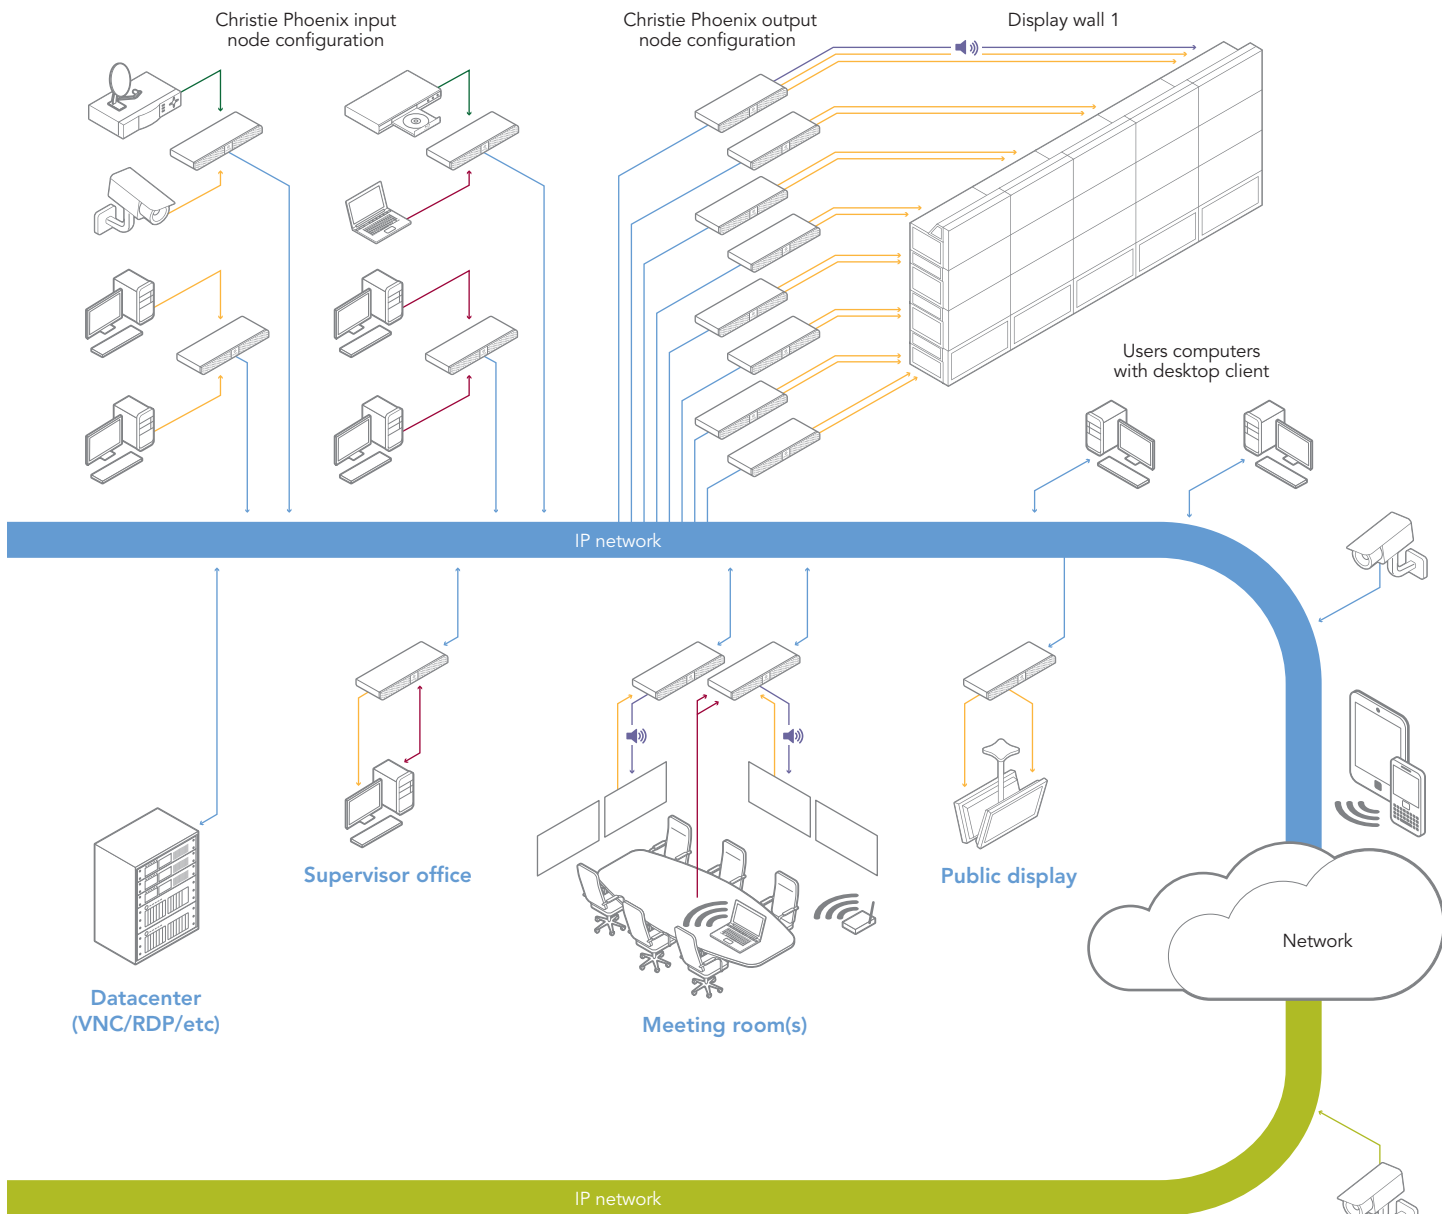 Christie Phoenix input
node configuration
Christie Phoenix output
node configuration
Display wall 1
Users computers
with desktop client
IP network
Supervisor office
Public display
Network
Datacenter
(VNC/RDP/etc)
Meeting room(s)
IP network